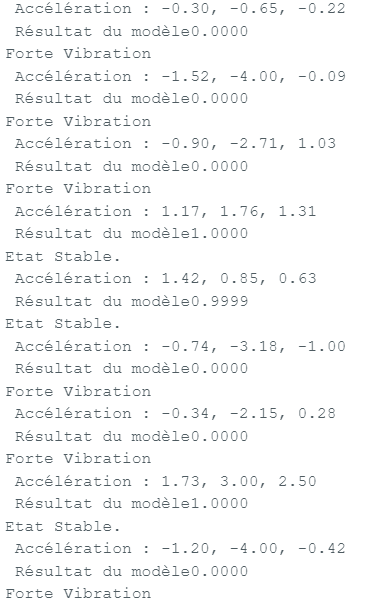 Accélération : -0.30, -0.65, -0.22
Résultat du modèle0.0000
Forte Vibration
Accélération : -1.52, -4.00, -0.09
Résultat du modèle0.0000
Forte Vibration
Accélération : -0.90, -2.71, 1.03
Résultat du modèle0.0000
Forte Vibration
Accélération : 1.17, 1.76, 1.31
Résultat du modèle1.0000
Etat Stable.
Accélération : 1.42, 0.85, 0.63
Résultat du modèle0.9999
Etat Stable.
Accélération : -0.74, -3.18, -1.00
Résultat du modèle0.0000
Forte Vibration
Accélération : -0.34, -2.15, 0.28
Résultat du modèle0.0000
Forte Vibration
Accélération : 1.73, 3.00, 2.50
Résultat du modèle1.0000
Etat Stable.
Accélération : -1.20, -4.00, -0.42
Résultat du modèle0.0000
Forte Vibration